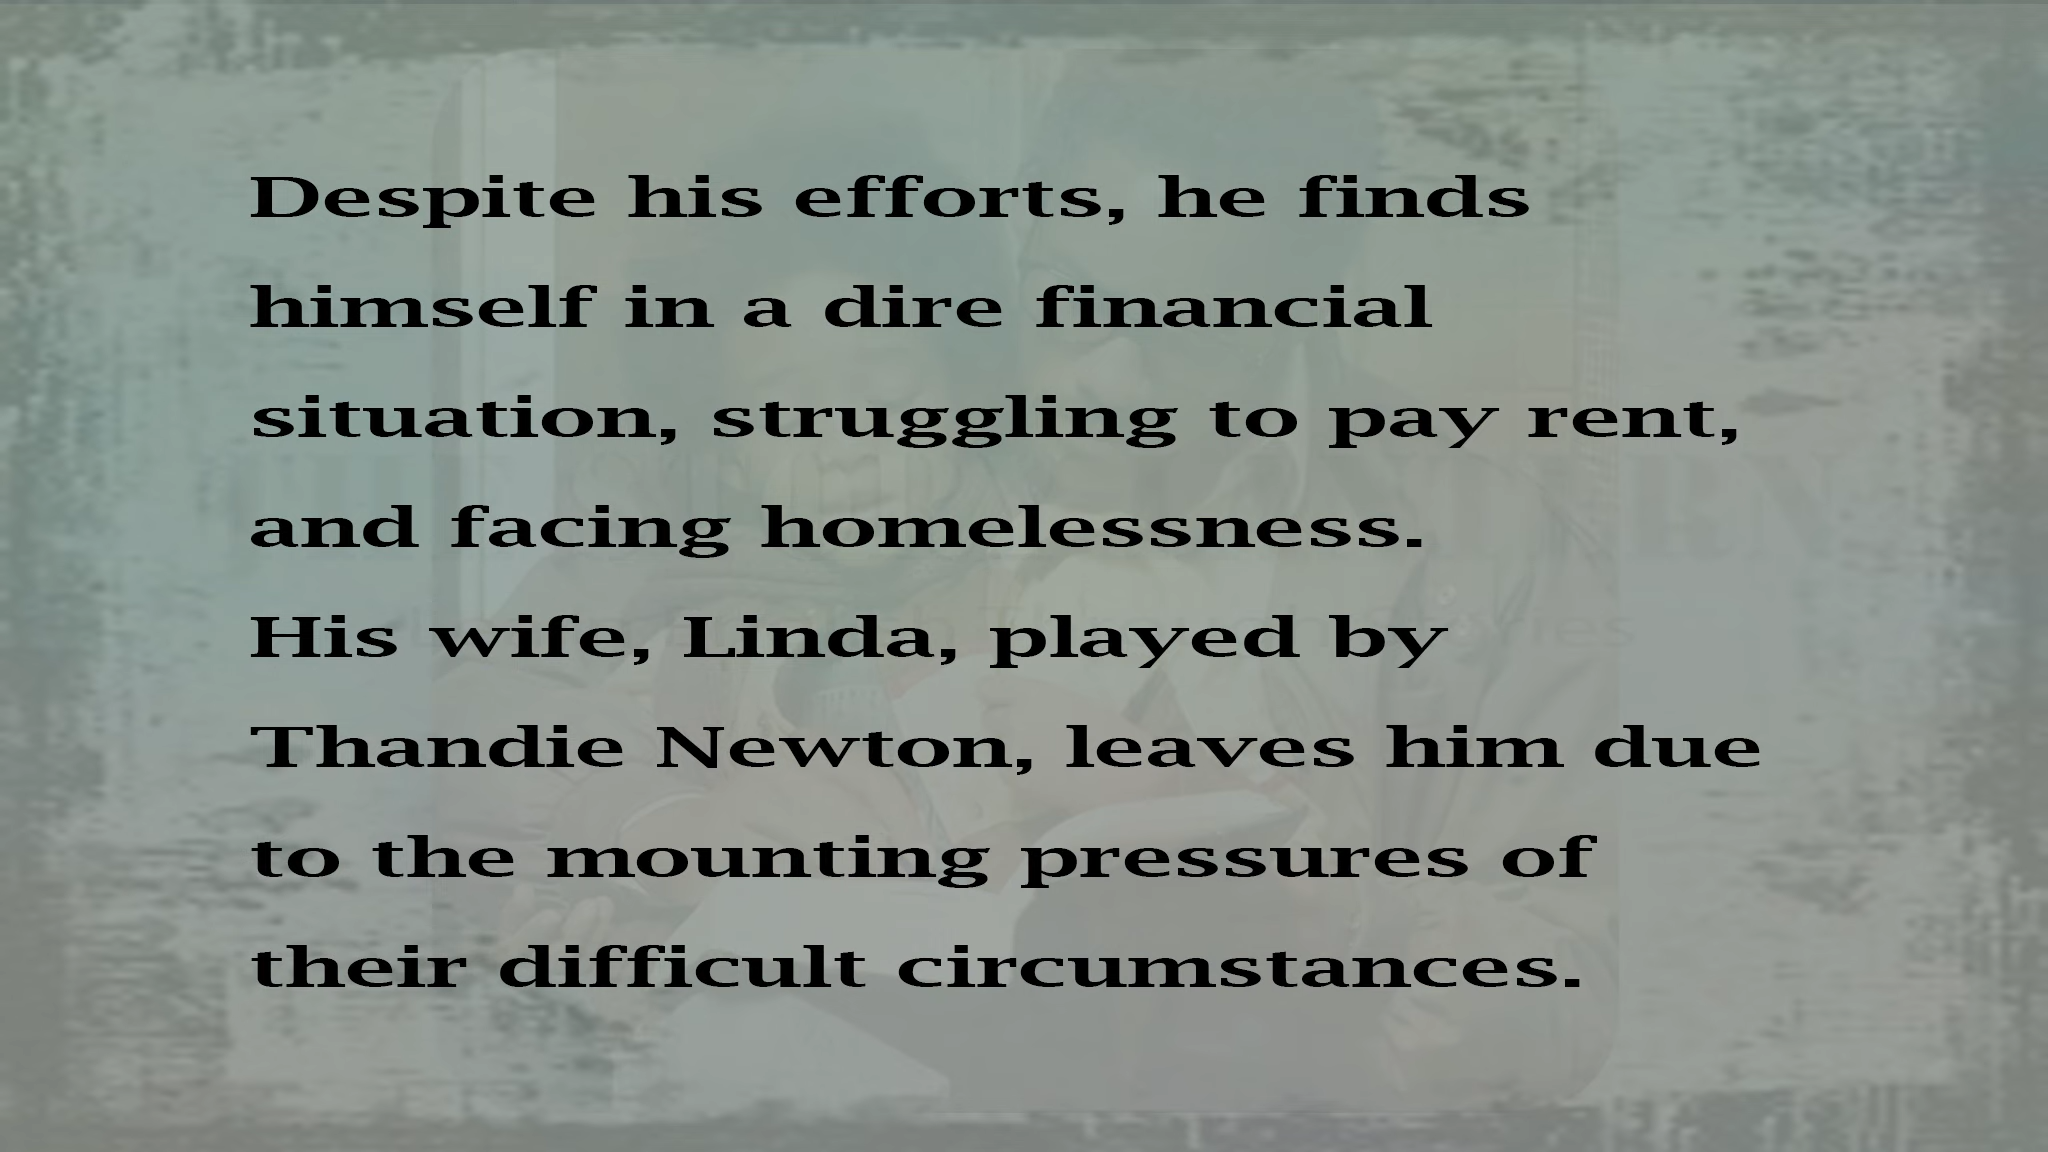 Despite his efforts, he finds
himself in a dire financial
situation, struggling to pay rent,
and facing homelessness.
His wife, Linda, played by
Thandie Newton, leaves him due
to the mounting pressures of
their difficult circumstances.